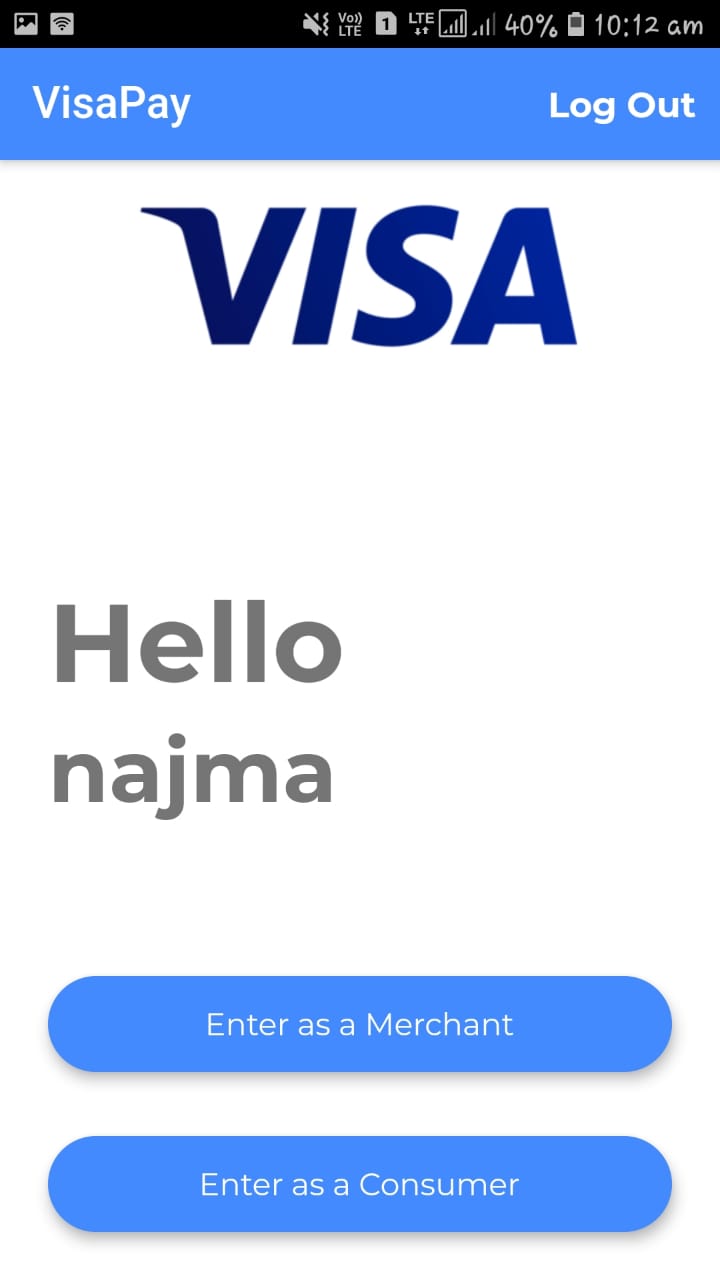 Vo)) LTE 1 LTE 40% 10:12 am
VisaPay
Log Out
VISA
Hello
najma
Enter as a Merchant
Enter as a Consumer